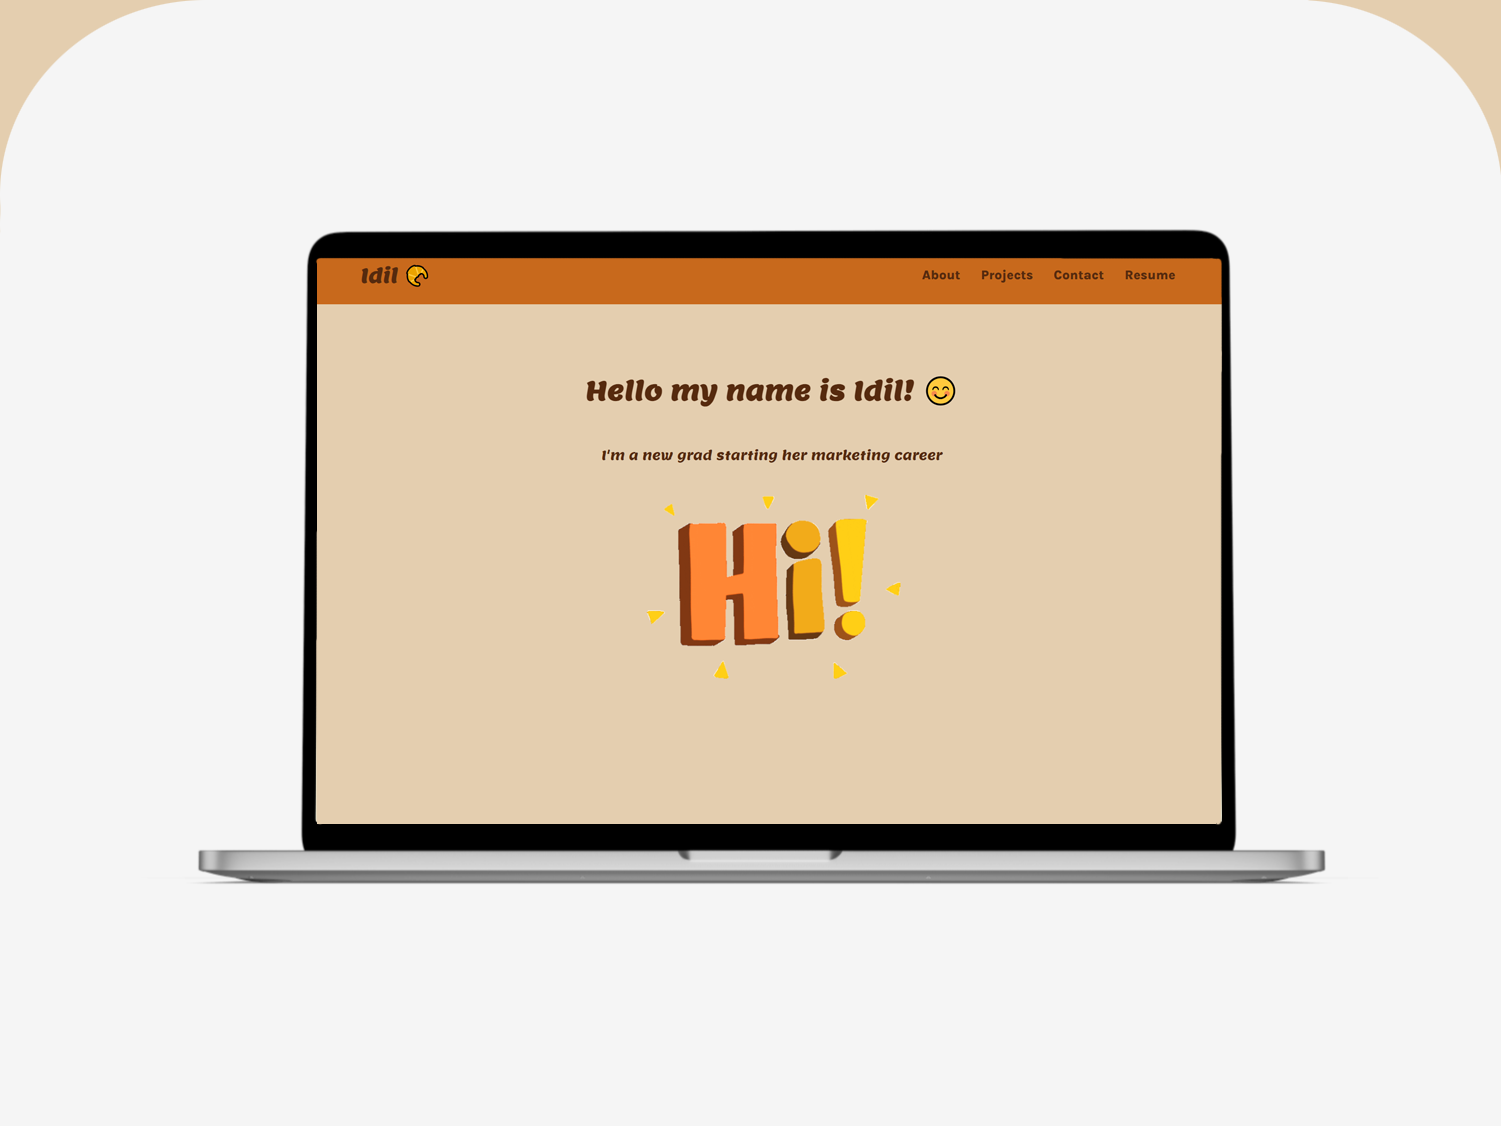 Idil
About Projects Contact Resume
Hello my name is Idil!
I'm a new grad starting her marketing career
Hi!